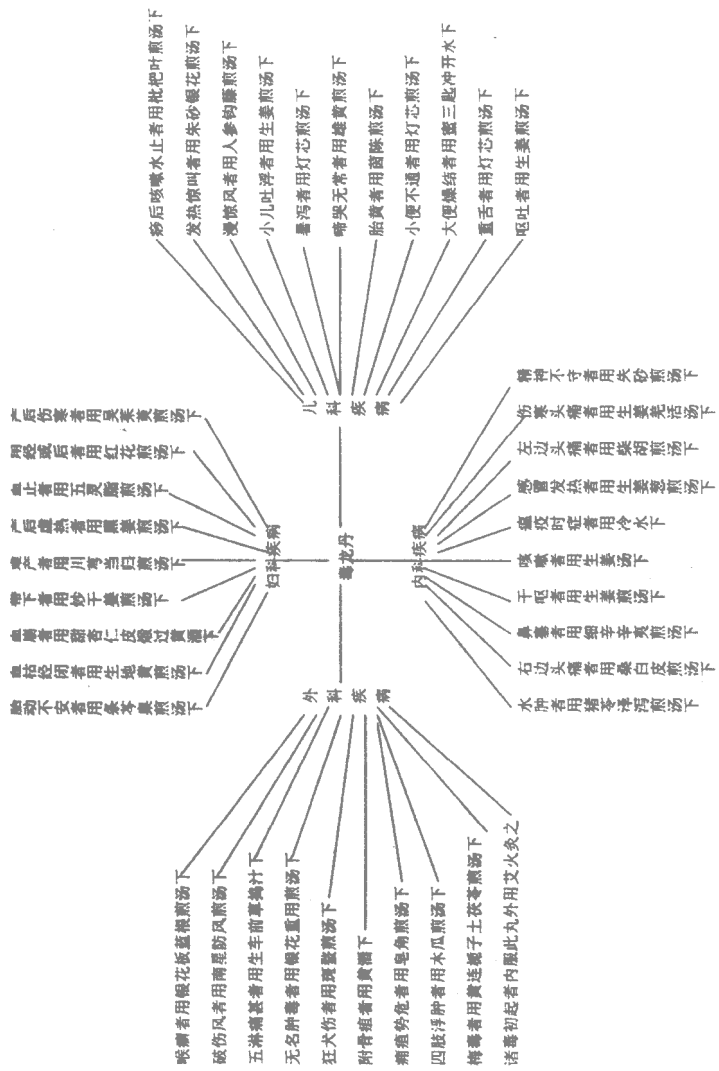 胎动不安者用条芩煎汤下
血枯经闭者用生地黄煎汤下
血崩者用甜杏仁皮煅过黄酒下
带下者用炒干姜煎汤下
难产者用川芎当归煎汤下
产后虚热者用黑姜煎汤下
血止者用五灵脂煎汤下
用经或后者用红花煎汤下
产后伤寒者用吴茱萸煎汤下
妇科疾病
喉癣者用银花板蓝根煎汤下
破伤风者用南星防风煎汤下
五淋痛甚者用生车前草捣汁下
无名肿毒者用银花重用煎汤下
狂犬伤者用斑蝥煎汤下
附骨疽者用黄酒下
痈疽势危者用皂角煎汤下
四肢浮肿者用木瓜煎汤下
梅毒者用黄连栀子土茯苓煎汤下
诸毒初起者内服此丸外用艾火灸之
外科疾病
毒龙丹
儿科疾病
痧后咳嗽水止者用枇杷叶煎汤下
发热惊叫者用朱砂银花煎汤下
漫惊风者用人参钩藤煎汤下
小儿吐浮者用生姜煎汤下
暑泻者用灯芯煎汤下
啼哭无常者用雄黄煎汤下
胎黄者用茵陈煎汤下
小便不通者用灯芯煎汤下
大便燥结者用蜜三匙冲开水下
重舌者用灯芯煎汤下
呕吐者用生姜煎汤下
内科疾病
水肿者用猪苓泽泻煎汤下
右边头痛者用桑白皮煎汤下
鼻塞者用细辛辛夷煎汤下
干呕者用生姜煎汤下
咳嗽者用生姜汤下
瘟疫时症者用冷水下
感冒发热者用生姜葱煎汤下
左边头痛者用柴胡煎汤下
伤寒头痛者用生姜羌活汤下
精神不守者用朱砂煎汤下